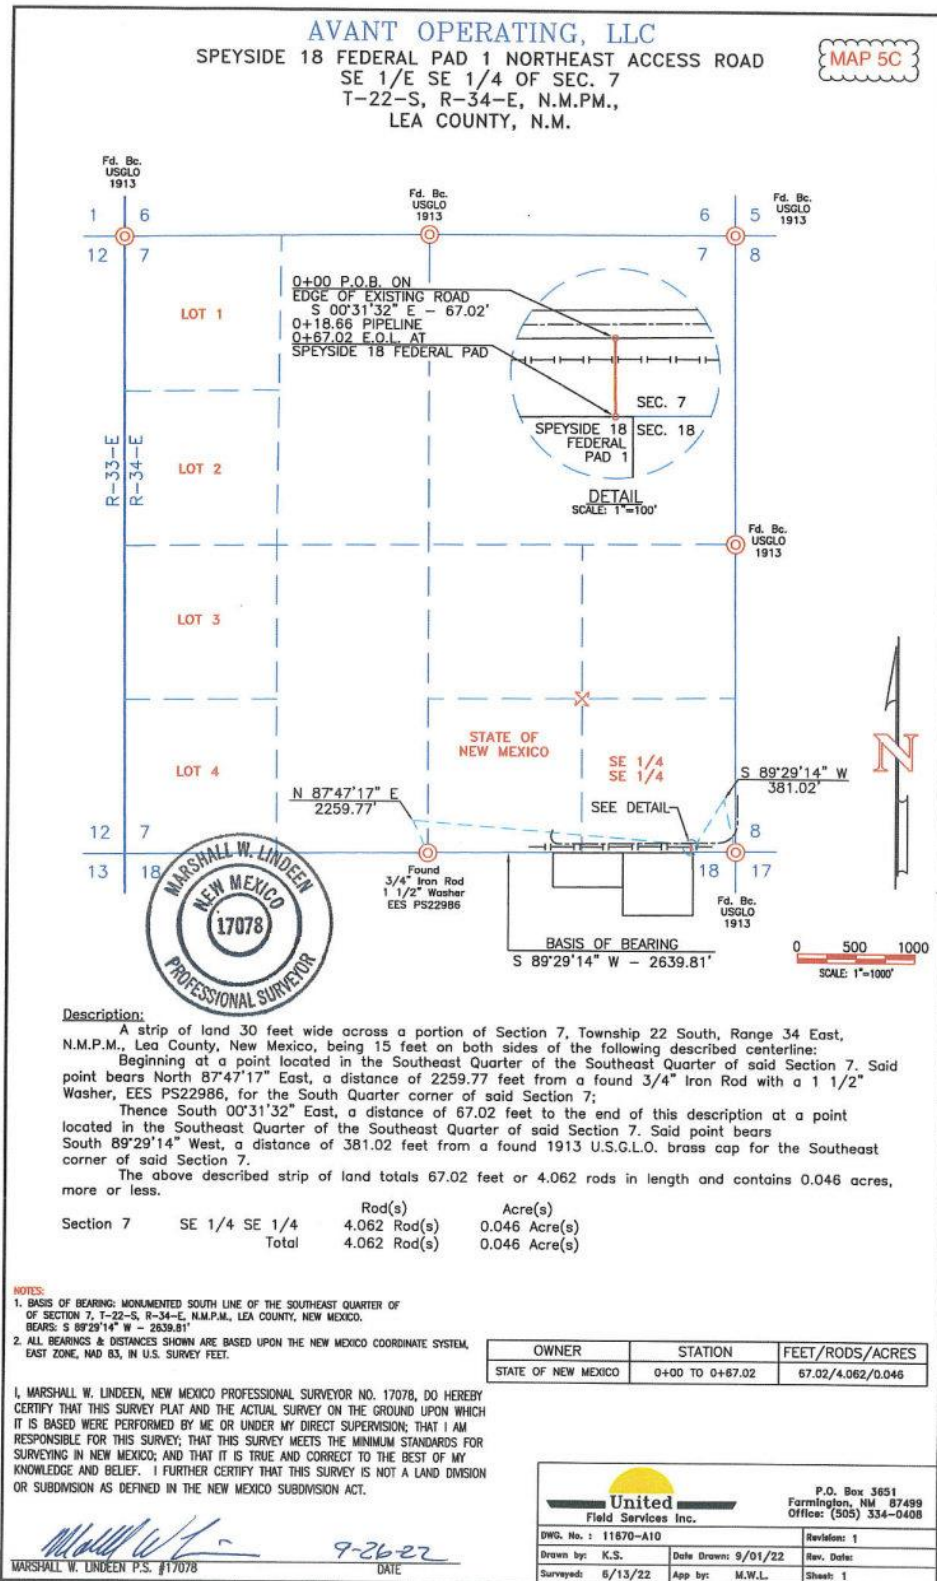 AVANT OPERATING, LLC
SPEYSIDE 18 FEDERAL PAD 1 NORTHEAST ACCESS ROAD
SE 1/E SE 1/4 OF SEC. 7
T-22-S, R-34-E, N.M.PM.,
LEA COUNTY, N.M.
MAP 5C
Fd. Bc.
USGLO
1913
1 6
12 7
Fd. Bc.
USGLO
1913
6 5
7 8
Fd. Bc.
USGLO
1913
LOT 1
0+00 P.O.B. ON
EDGE OF EXISTING ROAD
S 00°31'32" E - 67.02'
0+18.66 PIPELINE
0+67.02 E.O.L. AT
SPEYSIDE 18 FEDERAL PAD
SEC. 7
SPEYSIDE 18
FEDERAL
PAD 1
SEC. 18
DETAIL
SCALE: 1"=100'
R-33-E
R-34-E
LOT 2
Fd. Bc.
USGLO
1913
LOT 3
STATE OF
NEW MEXICO
SE 1/4
SE 1/4
LOT 4
N 87°47'17" E
2259.77'
SEE DETAIL
S 89°29'14" W
381.02'
N
12 7
13 18
8
18 17
Found
3/4" Iron Rod
1 1/2" Washer
EES PS22986
Fd. Bc.
USGLO
1913
MARSHALL W. LINDEEN
NEW MEXICO
17078
PROFESSIONAL SURVEYOR
BASIS OF BEARING
S 89°29'14" W - 2639.81'
0 500 1000
SCALE: 1"=1000'
Description:
A strip of land 30 feet wide across a portion of Section 7, Township 22 South, Range 34 East,
N.M.P.M., Lea County, New Mexico, being 15 feet on both sides of the following described centerline:
Beginning at a point located in the Southeast Quarter of the Southeast Quarter of said Section 7. Said
point bears North 87°47'17" East, a distance of 2259.77 feet from a found 3/4" Iron Rod with a 1 1/2"
Washer, EES PS22986, for the South Quarter corner of said Section 7;
Thence South 00°31'32" East, a distance of 67.02 feet to the end of this description at a point
located in the Southeast Quarter of the Southeast Quarter of said Section 7. Said point bears
South 89°29'14" West, a distance of 381.02 feet from a found 1913 U.S.G.L.O. brass cap for the Southeast
corner of said Section 7.
The above described strip of land totals 67.02 feet or 4.062 rods in length and contains 0.046 acres,
more or less.
Rod(s) Acre(s)
Section 7 SE 1/4 SE 1/4 4.062 Rod(s) 0.046 Acre(s)
Total 4.062 Rod(s) 0.046 Acre(s)
NOTES:
1. BASIS OF BEARING: MONUMENTED SOUTH LINE OF THE SOUTHEAST QUARTER OF
OF SECTION 7, T-22-S, R-34-E, N.M.P.M., LEA COUNTY, NEW MEXICO.
BEARS: S 89°29'14" W - 2639.81'
2. ALL BEARINGS & DISTANCES SHOWN ARE BASED UPON THE NEW MEXICO COORDINATE SYSTEM,
EAST ZONE, NAD 83, IN U.S. SURVEY FEET.
OWNER STATION FEET/RODS/ACRES
STATE OF NEW MEXICO 0+00 TO 0+67.02 67.02/4.062/0.046
I, MARSHALL W. LINDEEN, NEW MEXICO PROFESSIONAL SURVEYOR NO. 17078, DO HEREBY
CERTIFY THAT THIS SURVEY PLAT AND THE ACTUAL SURVEY ON THE GROUND UPON WHICH
IT IS BASED WERE PERFORMED BY ME OR UNDER MY DIRECT SUPERVISION; THAT I AM
RESPONSIBLE FOR THIS SURVEY; THAT THIS SURVEY MEETS THE MINIMUM STANDARDS FOR
SURVEYING IN NEW MEXICO; AND THAT IT IS TRUE AND CORRECT TO THE BEST OF MY
KNOWLEDGE AND BELIEF. I FURTHER CERTIFY THAT THIS SURVEY IS NOT A LAND DIVISION
OR SUBDIVISION AS DEFINED IN THE NEW MEXICO SUBDIVISION ACT.
9-26-22
MARSHALL W. LINDEEN P.S. #17078 DATE
United
Field Services Inc.
P.O. Box 3651
Farmington, NM 87499
Office: (505) 334-0408
DWG. No. : 11670-A10 Revision: 1
Drawn by: K.S. Date Drawn: 9/01/22 Rev. Date:
Surveyed: 6/13/22 App by: M.W.L. Sheet: 1